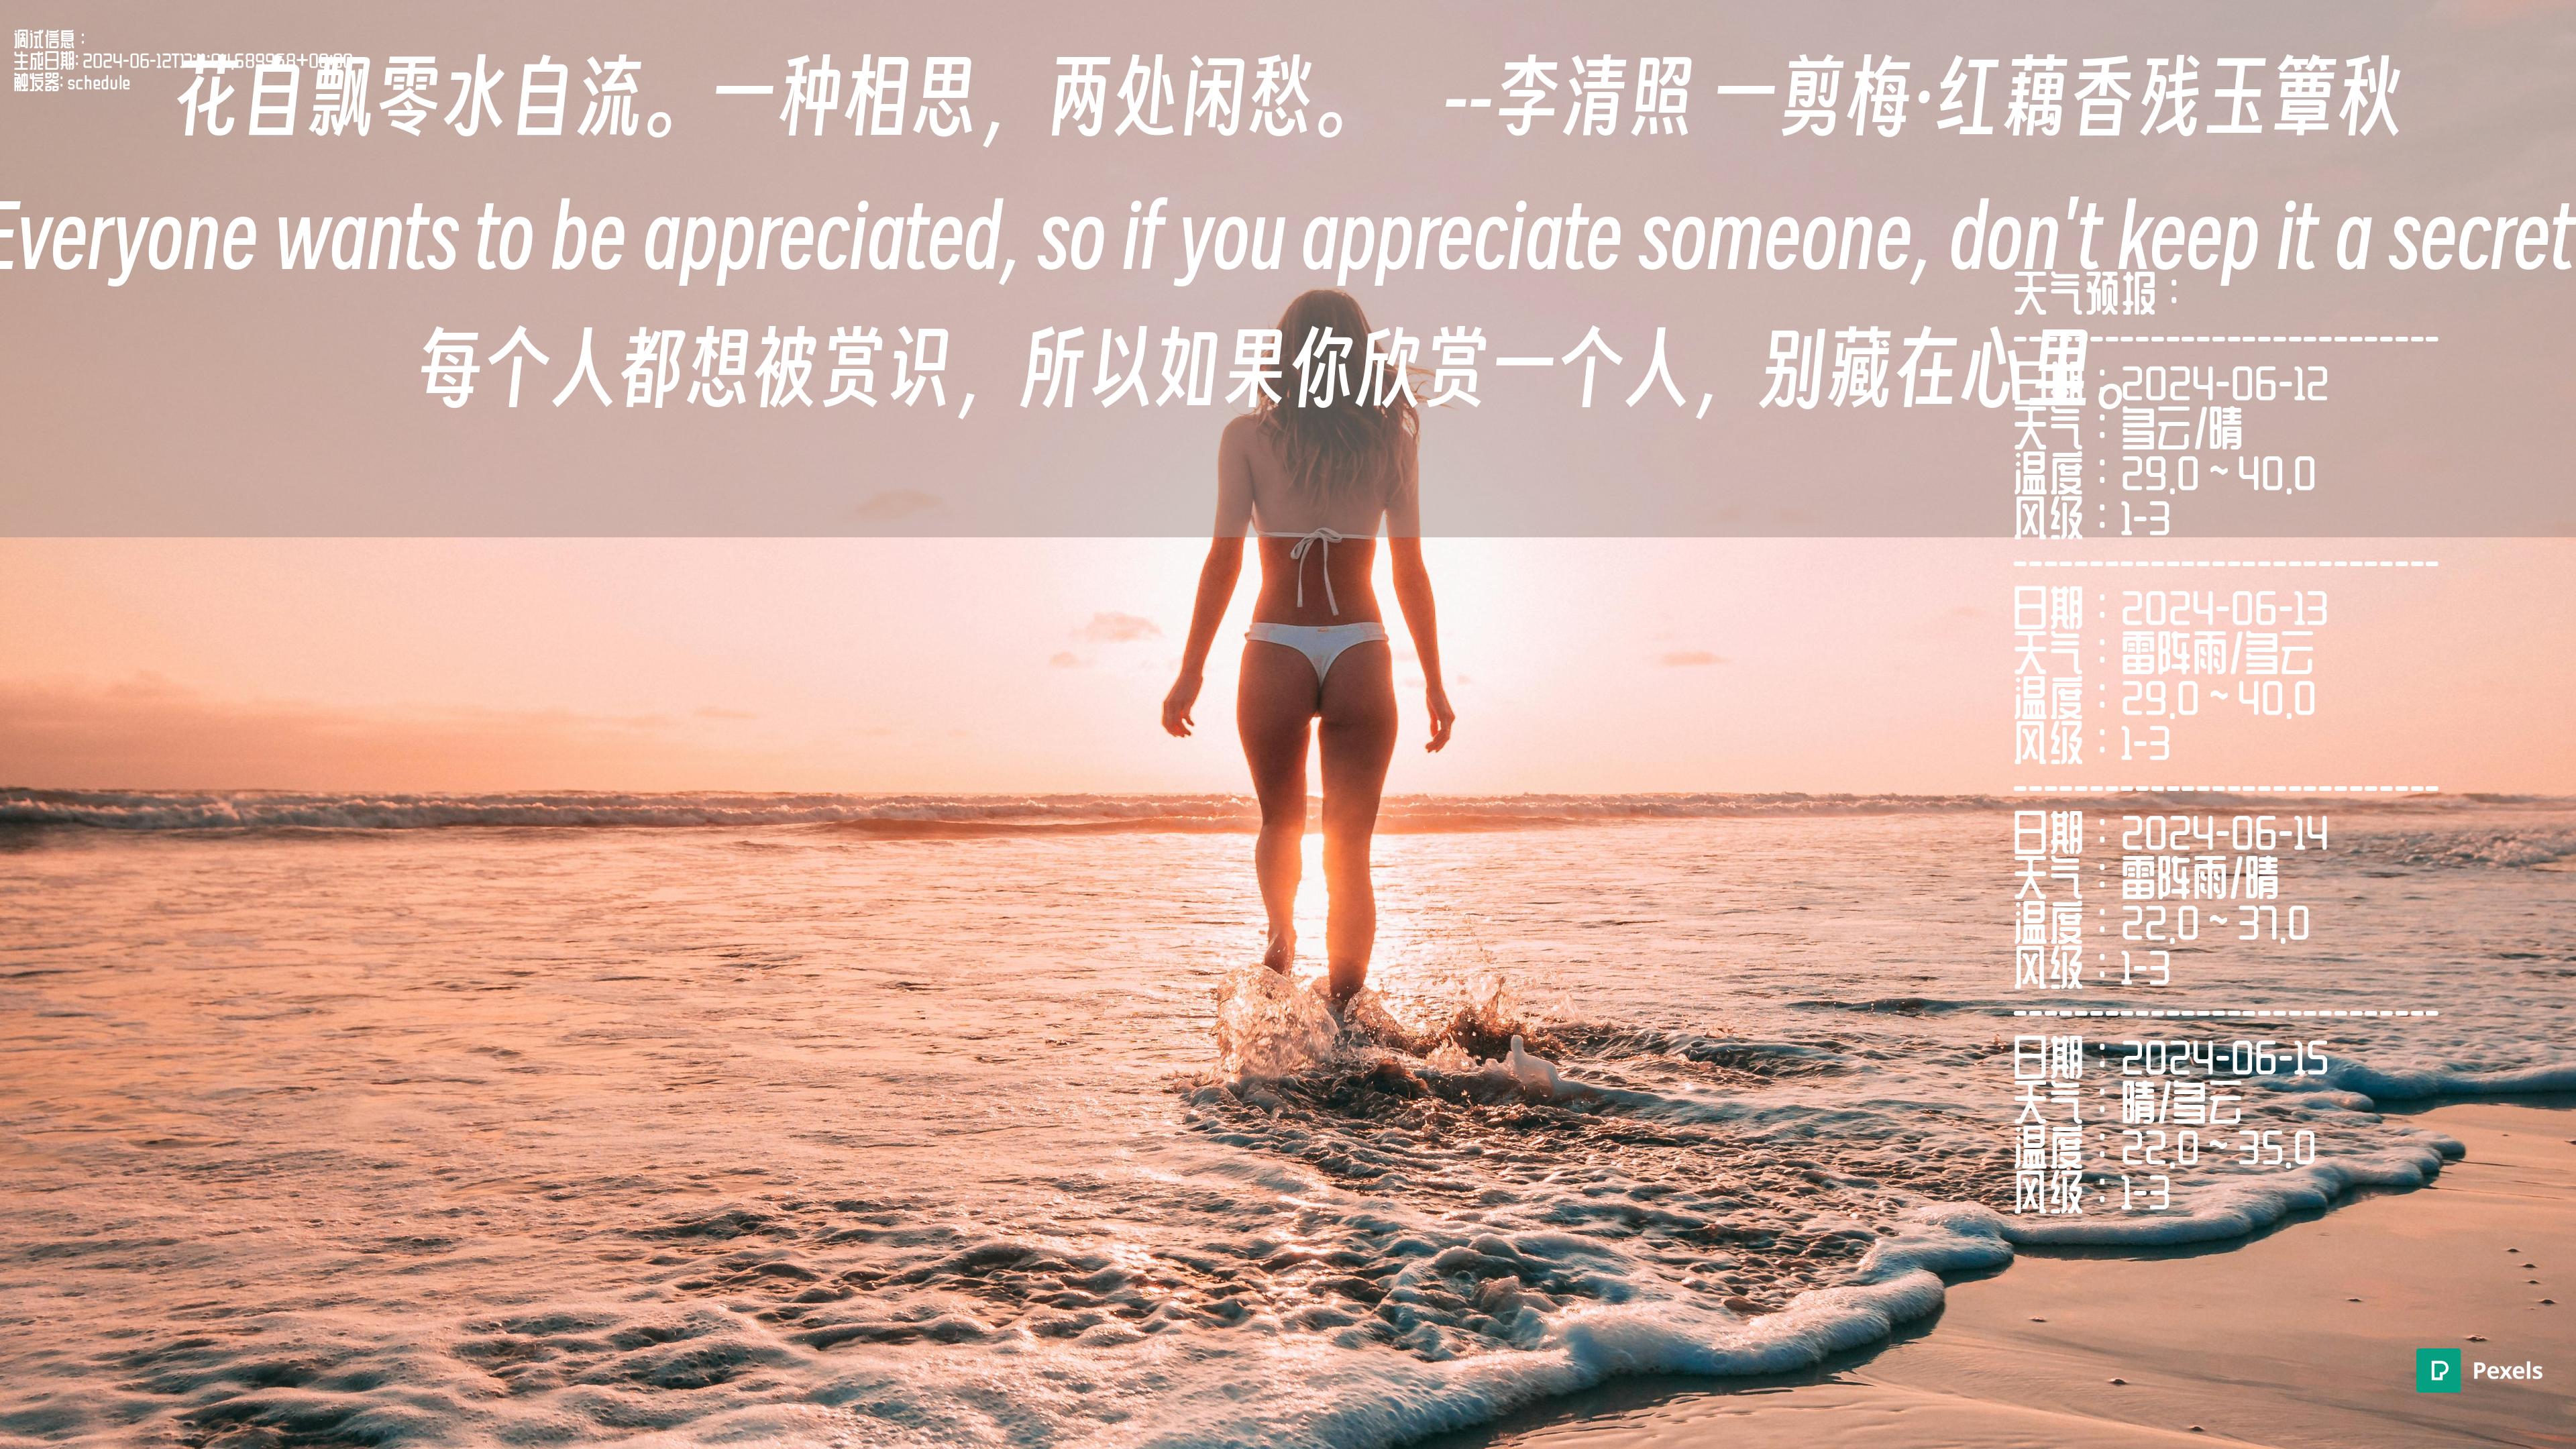 调试信息：
生成日期: 2024-06-12T
触发器: schedule
花自飘零水自流。一种相思，两处闲愁。 --李清照 一剪梅·红藕香残玉簟秋
Everyone wants to be appreciated, so if you appreciate someone, don't keep it a secret
每个人都想被赏识，所以如果你欣赏一个人，别藏在心里。
天气预报：
------------------------
日期：2024-06-12
天气：多云/晴
温度：29.0 ~ 40.0
风级：1-3
------------------------
日期：2024-06-13
天气：雷阵雨/多云
温度：29.0 ~ 40.0
风级：1-3
------------------------
日期：2024-06-14
天气：雷阵雨/晴
温度：22.0 ~ 37.0
风级：1-3
------------------------
日期：2024-06-15
天气：晴/多云
温度：22.0 ~ 35.0
风级：1-3
Pexels